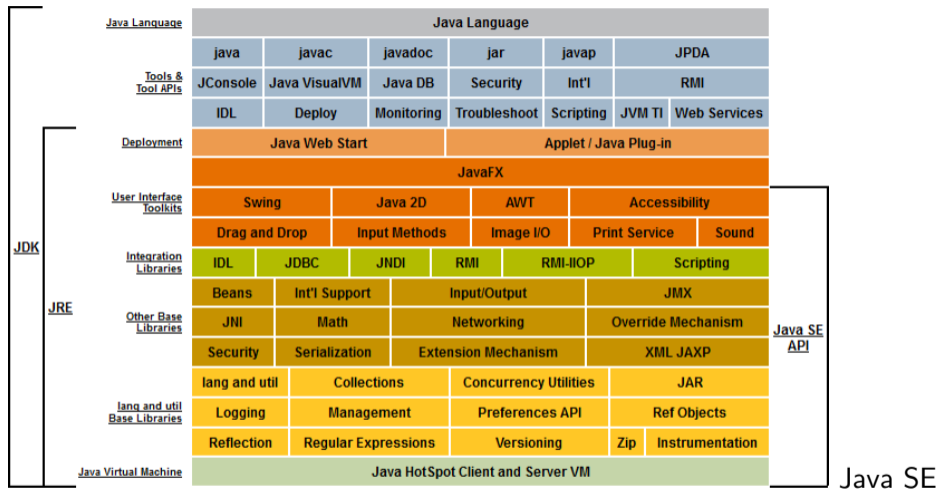 Java Language Java Language
java javac javadoc jar javap JPDA
Tools & Tool APIs JConsole Java VisualVM Java DB Security Int'l RMI
IDL Deploy Monitoring Troubleshoot Scripting JVM TI Web Services
Deployment Java Web Start Applet / Java Plug-in
JavaFX
User Interface Toolkits Swing Java 2D AWT Accessibility
Drag and Drop Input Methods Image I/O Print Service Sound
JDK
Integration Libraries IDL JDBC JNDI RMI RMI-IIOP Scripting
Beans Int'l Support Input/Output JMX
JRE
Other Base Libraries JNI Math Networking Override Mechanism
Java SE API
Security Serialization Extension Mechanism XML JAXP
lang and util Collections Concurrency Utilities JAR
lang and util Base Libraries Logging Management Preferences API Ref Objects
Reflection Regular Expressions Versioning Zip Instrumentation
Java Virtual Machine Java HotSpot Client and Server VM
Java SE